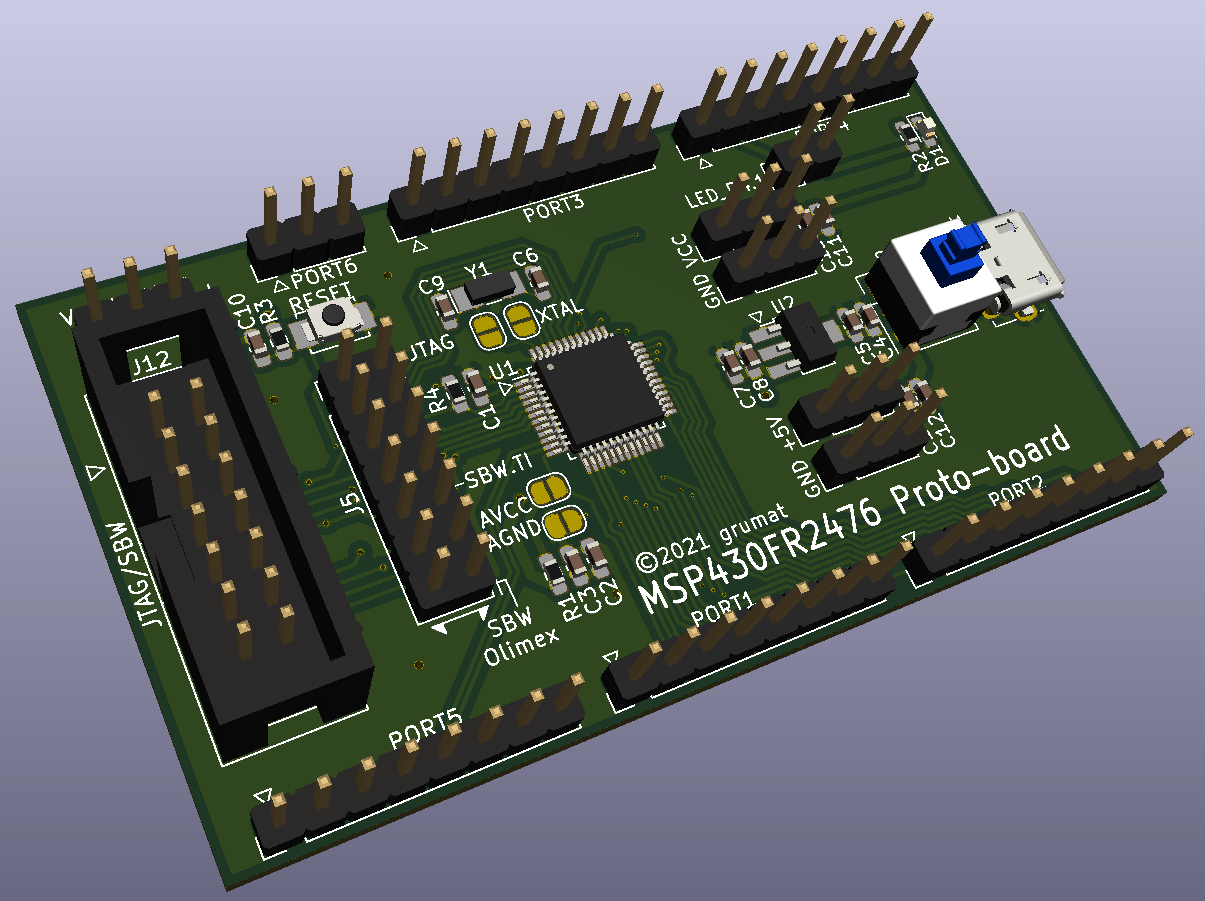 PORT3
PORT6
RESET
C10
R3
C9
Y1
C6
XTAL
JTAG
U1
R4
C1
J12
JTAG/SBW
J5
-SBW.TI
AVCC
AGND
R1
C3
C2
SBW
Olimex
©2021 grumat
MSP430FR2476 Proto-board
PORT1
PORT2
PORT5
R2
D1
GND VCC
C11
C5
C4
C8
GND +5V
C12